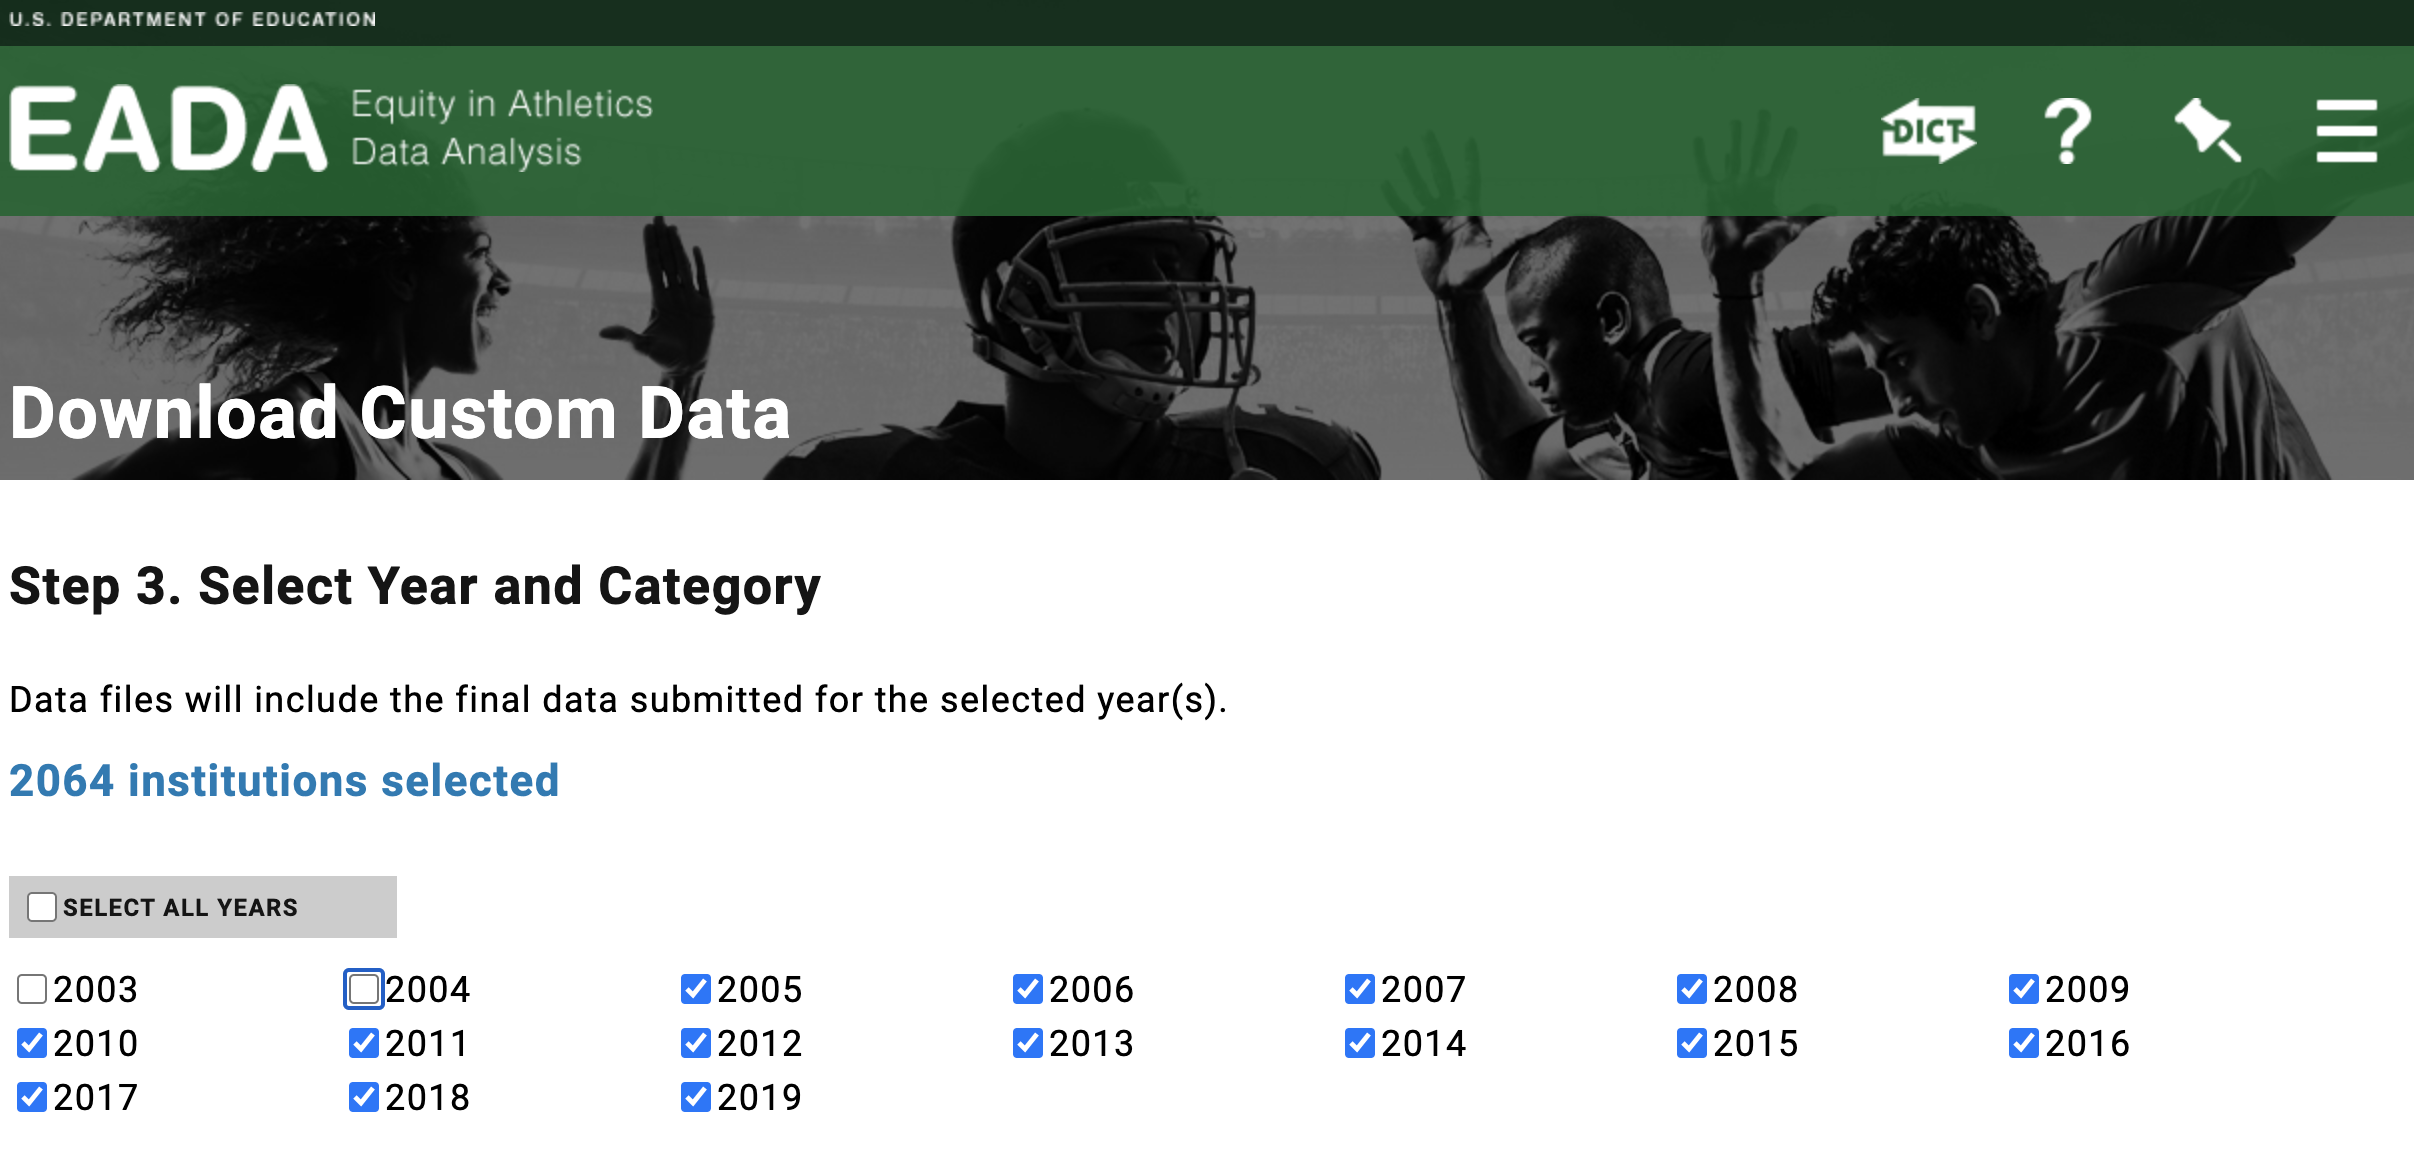 U.S. DEPARTMENT OF EDUCATION
EADA Equity in Athletics
Data Analysis
DICT ?
Download Custom Data
Step 3. Select Year and Category
Data files will include the final data submitted for the selected year(s).
2064 institutions selected
SELECT ALL YEARS
2003 2004 2005 2006 2007 2008 2009
2010 2011 2012 2013 2014 2015 2016
2017 2018 2019